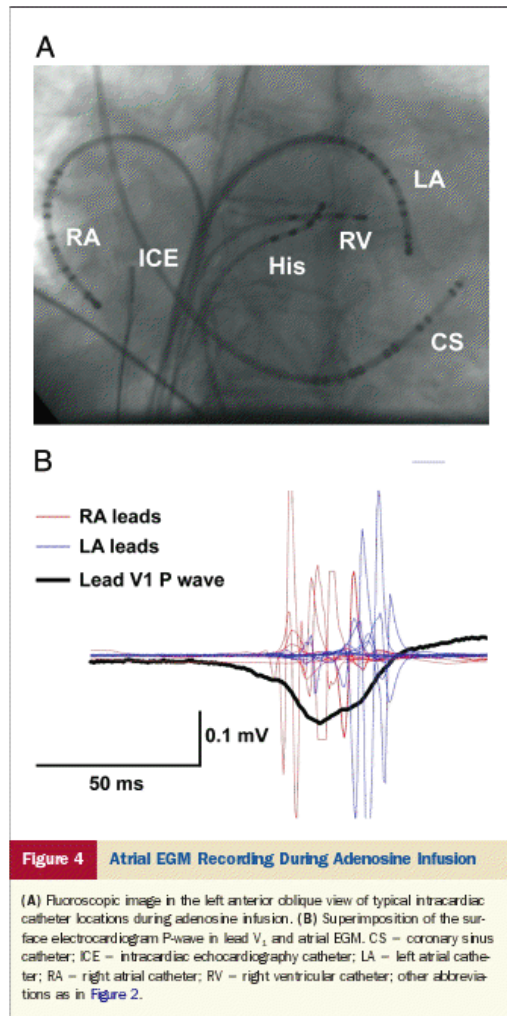 A
LA
RA
ICE
RV
His
CS
B
RA leads
LA leads
Lead V1 P wave
0.1 mV
50 ms
Figure 4 Atrial EGM Recording During Adenosine Infusion
(A) Fluoroscopic image in the left anterior oblique view of typical intracardiac
catheter locations during adenosine infusion. (B) Superimposition of the sur-
face electrocardiogram P-wave in lead V₁ and atrial EGM. CS = coronary sinus
catheter; ICE = intracardiac echocardiography catheter; LA = left atrial cathe-
ter; RA = right atrial catheter; RV = right ventricular catheter; other abbrevia-
tions as in Figure 2.